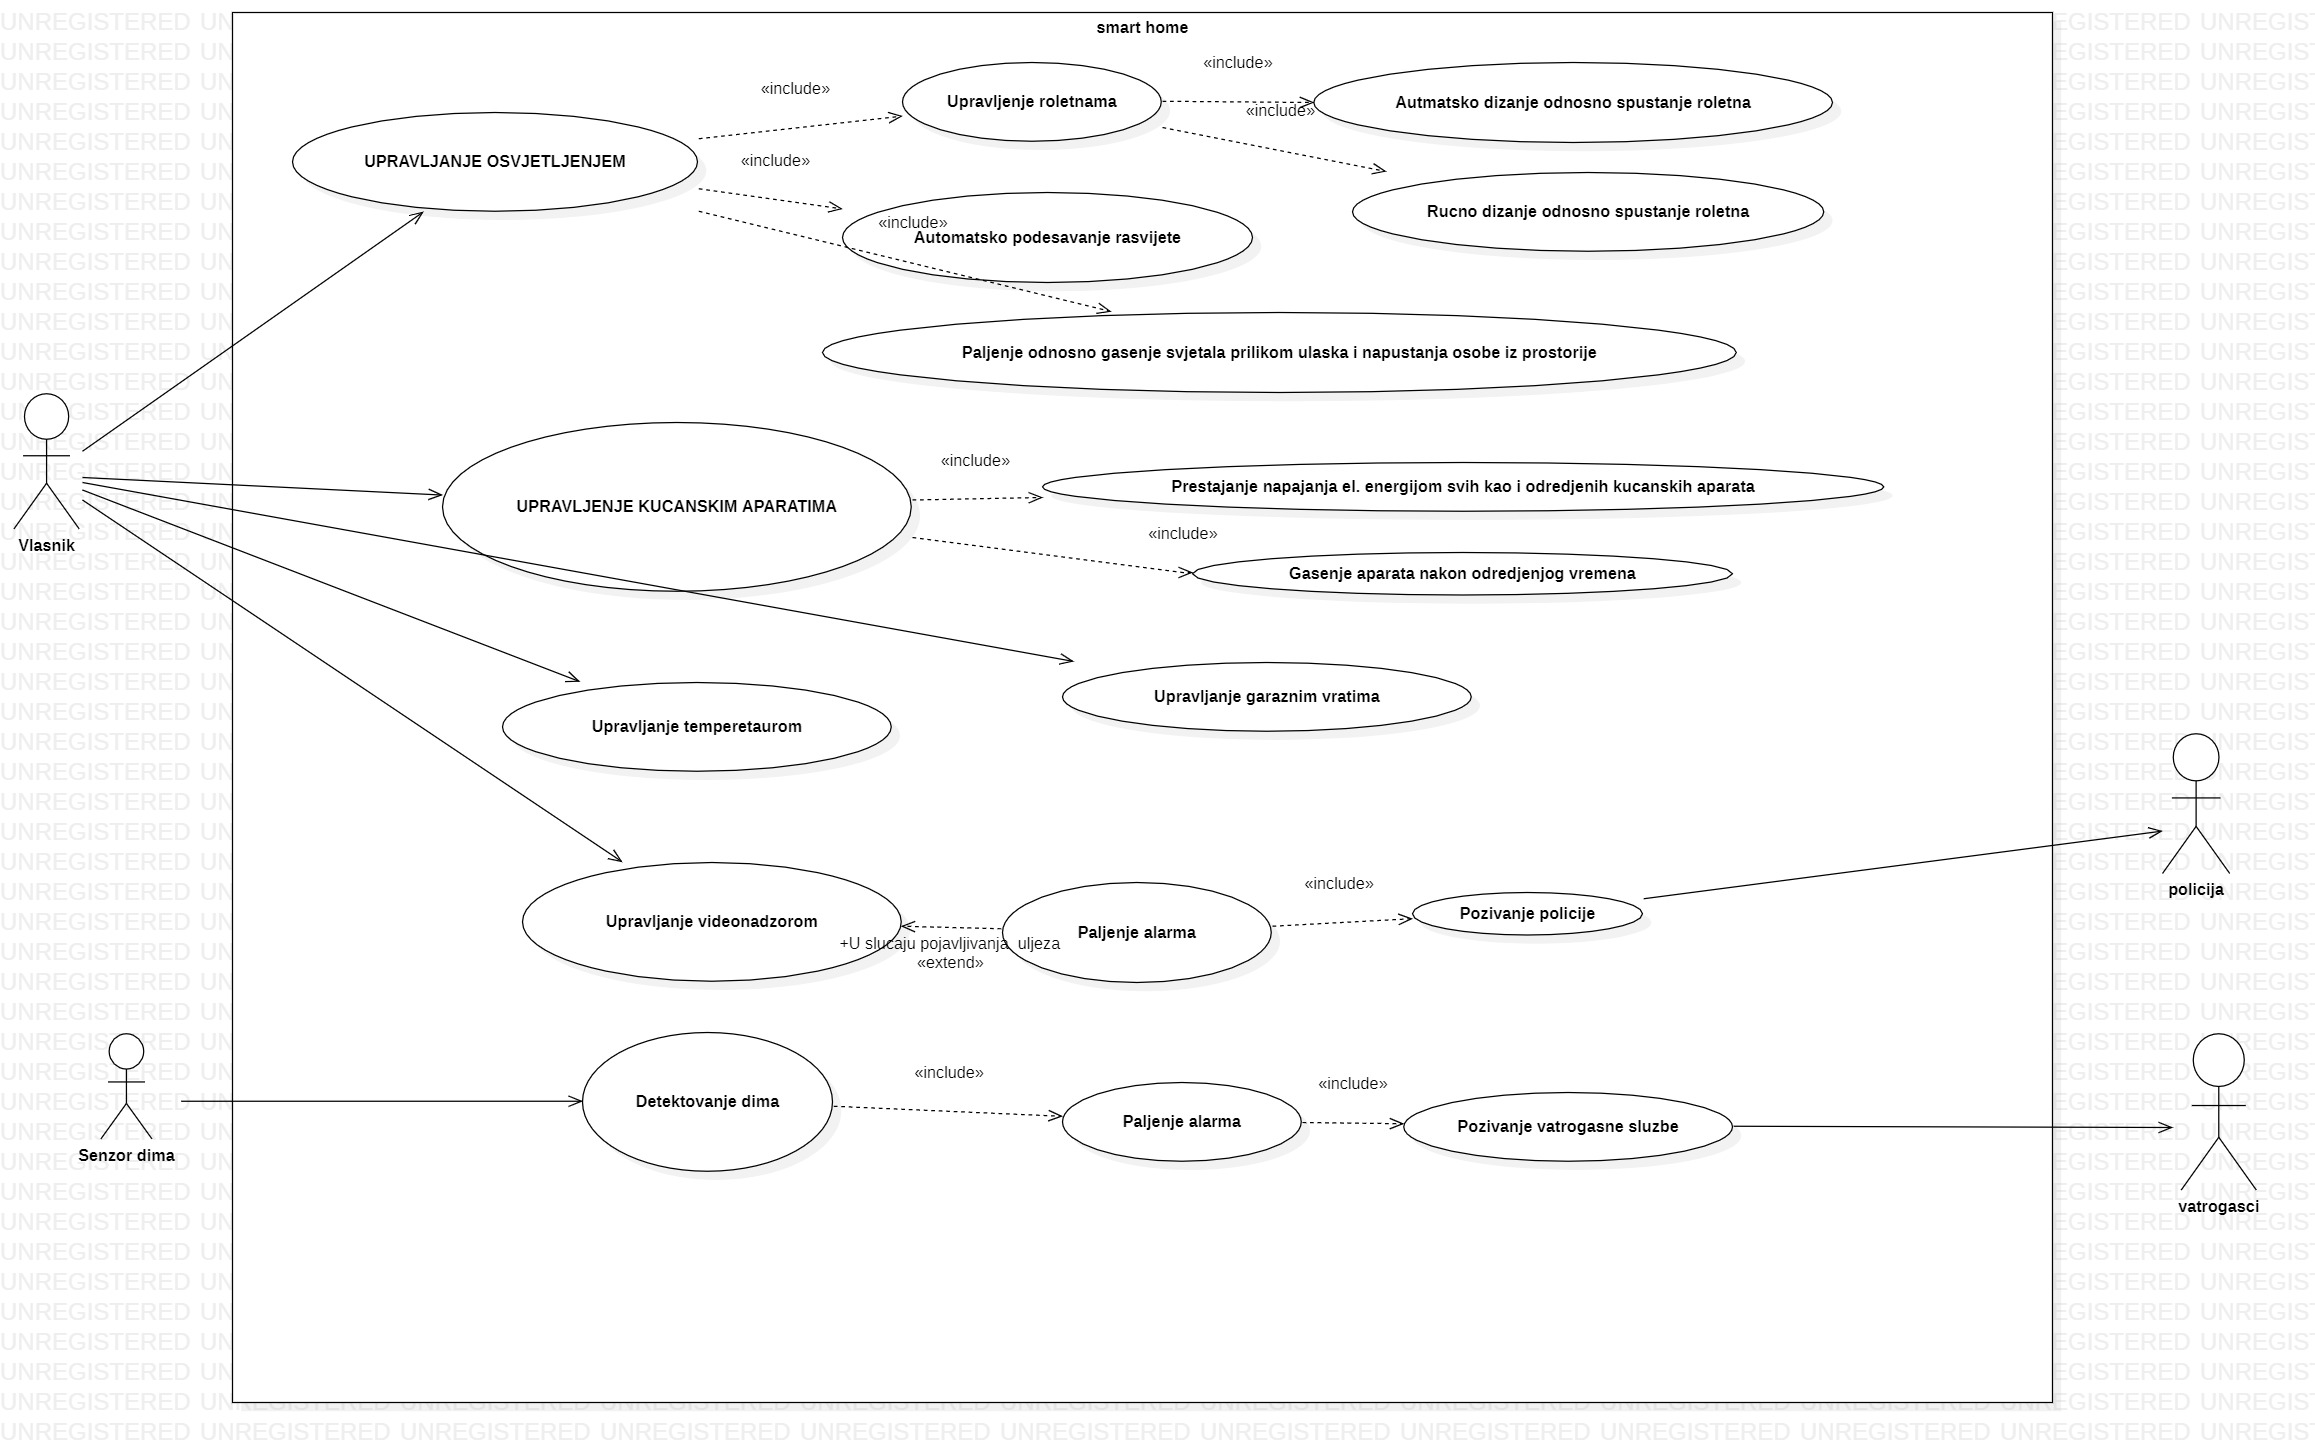 smart home
«include»
«include»
Upravljenje roletnama
Autmatsko dizanje odnosno spustanje roletna
«include»
UPRAVLJANJE OSVJETLJENJEM
«include»
Rucno dizanje odnosno spustanje roletna
«include»
Automatsko podesavanje rasvijete
Paljenje odnosno gasenje svjetala prilikom ulaska i napustanja osobe iz prostorije
«include»
Prestajanje napajanja el. energijom svih kao i odredjenih kucanskih aparata
UPRAVLJENJE KUCANSKIM APARATIMA
«include»
Vlasnik
Gasenje aparata nakon odredjenjog vremena
Upravljanje garaznim vratima
Upravljanje temperetaurom
«include»
policija
Pozivanje policije
Upravljanje videonadzorom
Paljenje alarma
+U slucaju pojavljivanja  uljeza
«extend»
«include»
«include»
Detektovanje dima
Paljenje alarma
Pozivanje vatrogasne sluzbe
Senzor dima
vatrogasci
UNREGISTERED UNREGISTERED UNREGISTERED UNREGISTERED UNREGISTERED UNREGISTERED UNREGISTERED UNREGISTERED UNREGISTERED UNREGISTERED UNREGISTERED UNREGIS